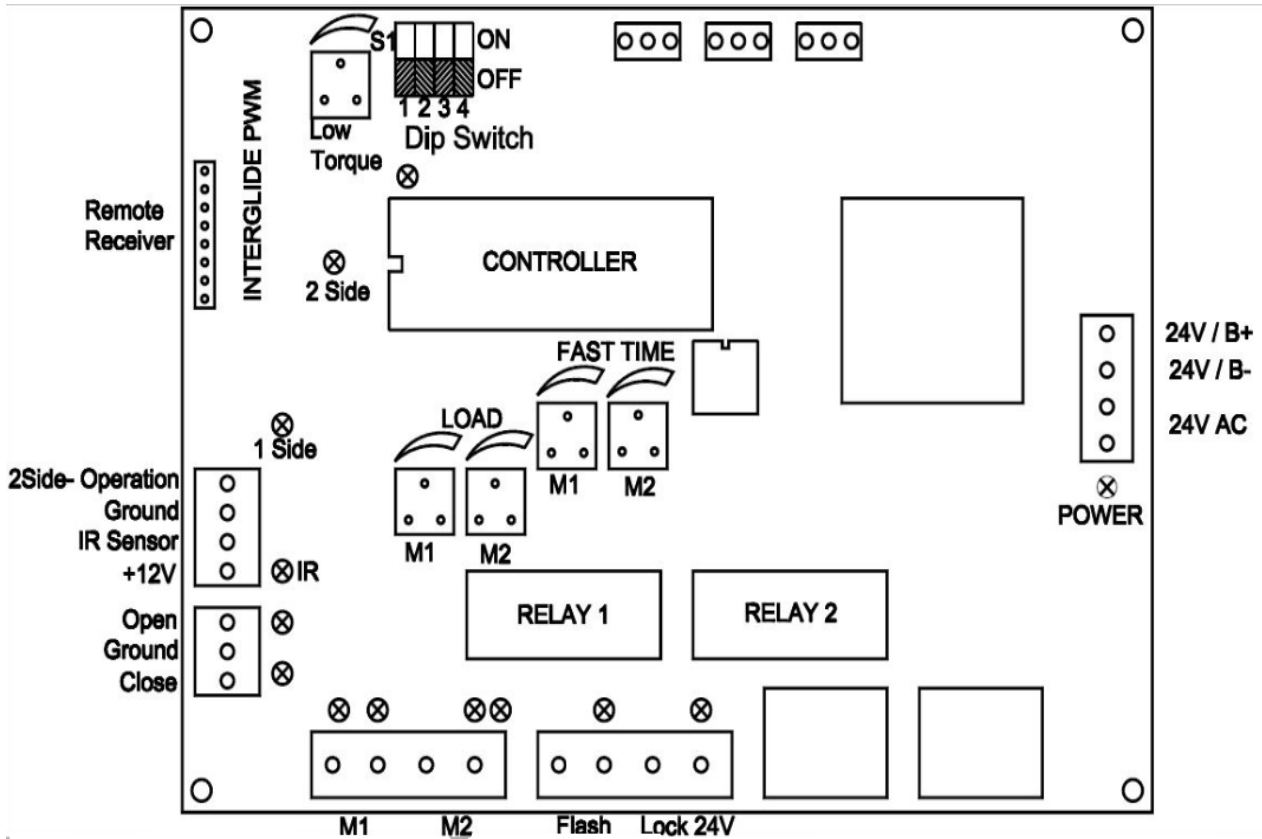 S1
ON
OFF
1 2 3 4
Dip Switch
Low
Torque
INTERGLIDE PWM
Remote
Receiver
CONTROLLER
2 Side
FAST TIME
M1 M2
LOAD
M1 M2
1 Side
2Side- Operation
Ground
IR Sensor
+12V
IR
Open
Ground
Close
24V / B+
24V / B-
24V AC
POWER
RELAY 1
RELAY 2
M1 M2 Flash Lock 24V